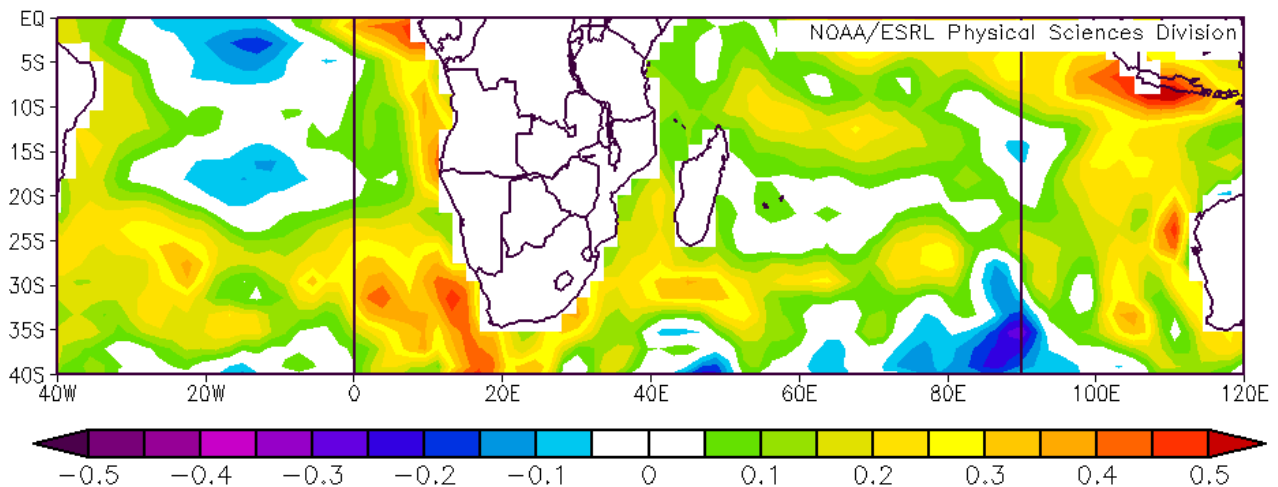 EQ
NOAA/ESRL Physical Sciences Division
5S
10S
15S
20S
25S
30S
35S
40S
40W 20W 0 20E 40E 60E 80E 100E 120E
−0.5 −0.4 −0.3 −0.2 −0.1 0 0.1 0.2 0.3 0.4 0.5